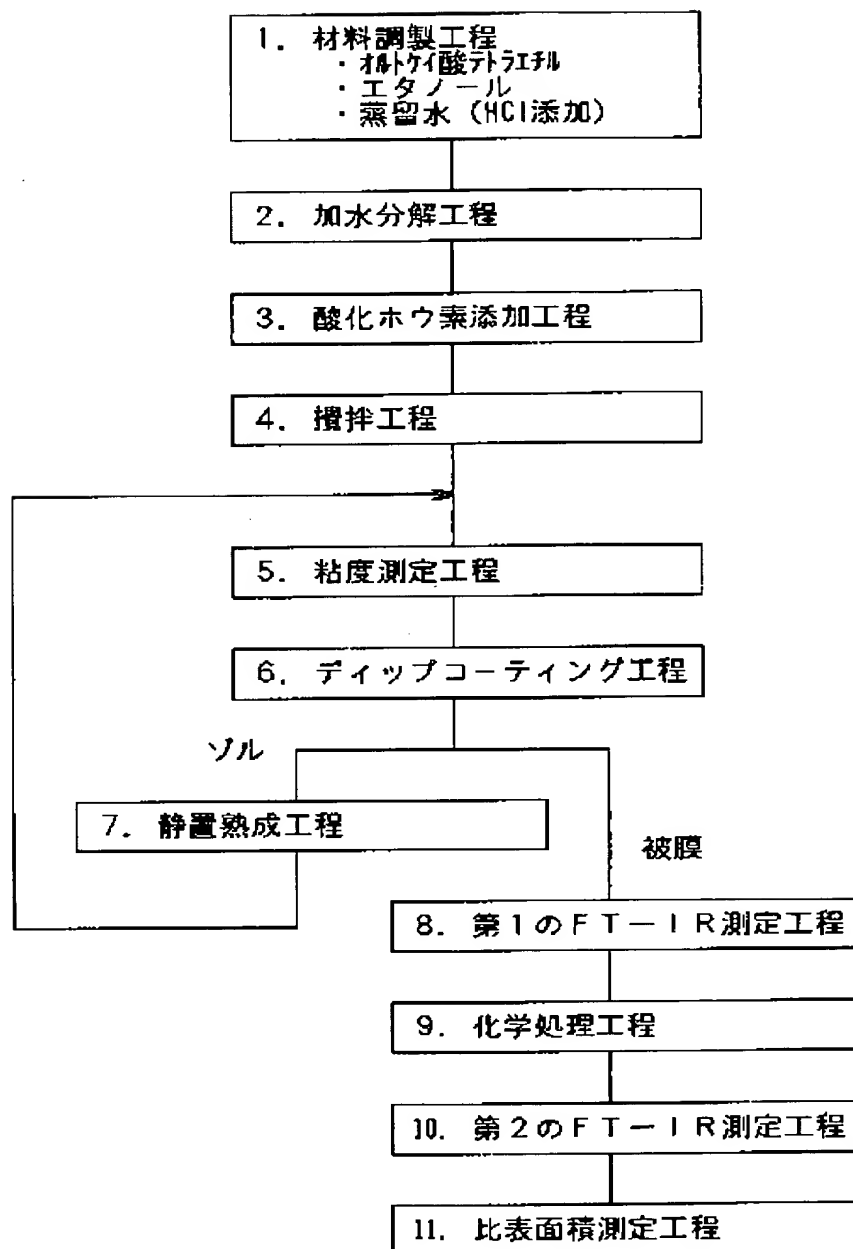 1. 材料調製工程
・オルトケイ酸テトラエチル
・エタノール
・蒸留水（HCl添加）
2. 加水分解工程
3. 酸化ホウ素添加工程
4. 攪拌工程
5. 粘度測定工程
6. ディップコーティング工程
ゾル
7. 静置熟成工程
被膜
8. 第1のFT－IR測定工程
9. 化学処理工程
10. 第2のFT－IR測定工程
11. 比表面積測定工程